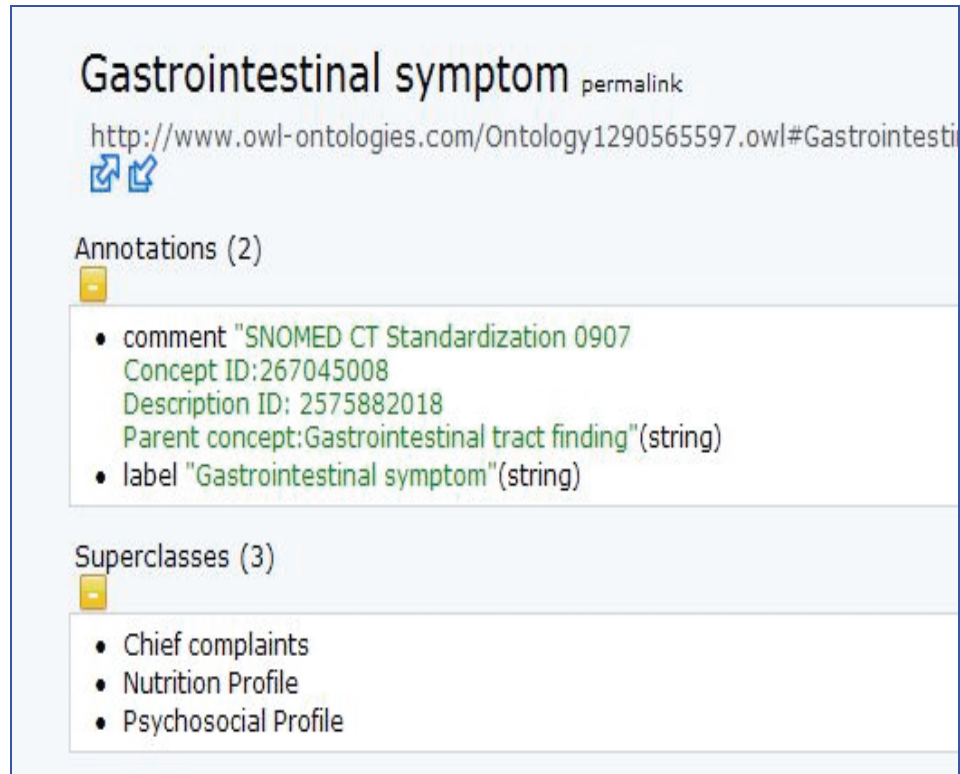 Gastrointestinal symptom permalink
http://www.owl-ontologies.com/Ontology1290565597.owl#Gastrointesti
Annotations (2)
• comment "SNOMED CT Standardization 0907
Concept ID:267045008
Description ID: 2575882018
Parent concept:Gastrointestinal tract finding"(string)
• label "Gastrointestinal symptom"(string)
Superclasses (3)
• Chief complaints
• Nutrition Profile
• Psychosocial Profile